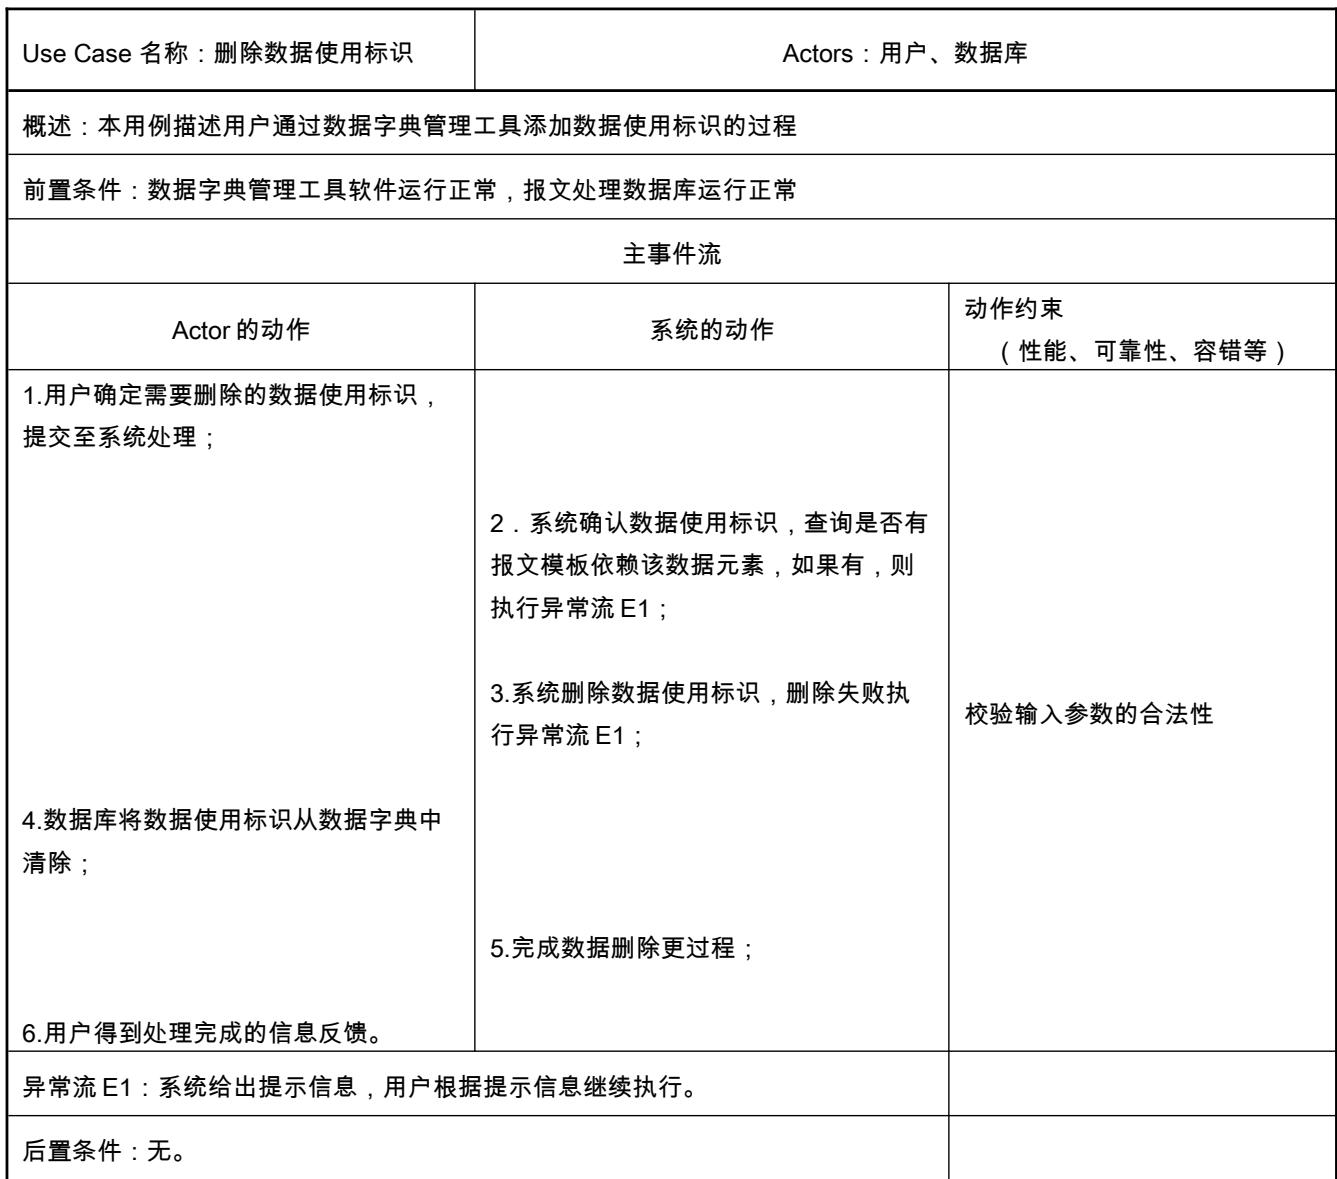 Use Case 名称：删除数据使用标识
Actors：用户、数据库
概述：本用例描述用户通过数据字典管理工具添加数据使用标识的过程
前置条件：数据字典管理工具软件运行正常，报文处理数据库运行正常
主事件流
Actor 的动作
系统的动作
动作约束
（性能、可靠性、容错等）
1.用户确定需要删除的数据使用标识，
提交至系统处理；
2．系统确认数据使用标识，查询是否有
报文模板依赖该数据元素，如果有，则
执行异常流 E1；
3.系统删除数据使用标识，删除失败执
行异常流 E1；
校验输入参数的合法性
4.数据库将数据使用标识从数据字典中
清除；
5.完成数据删除更过程；
6.用户得到处理完成的信息反馈。
异常流 E1：系统给出提示信息，用户根据提示信息继续执行。
后置条件：无。